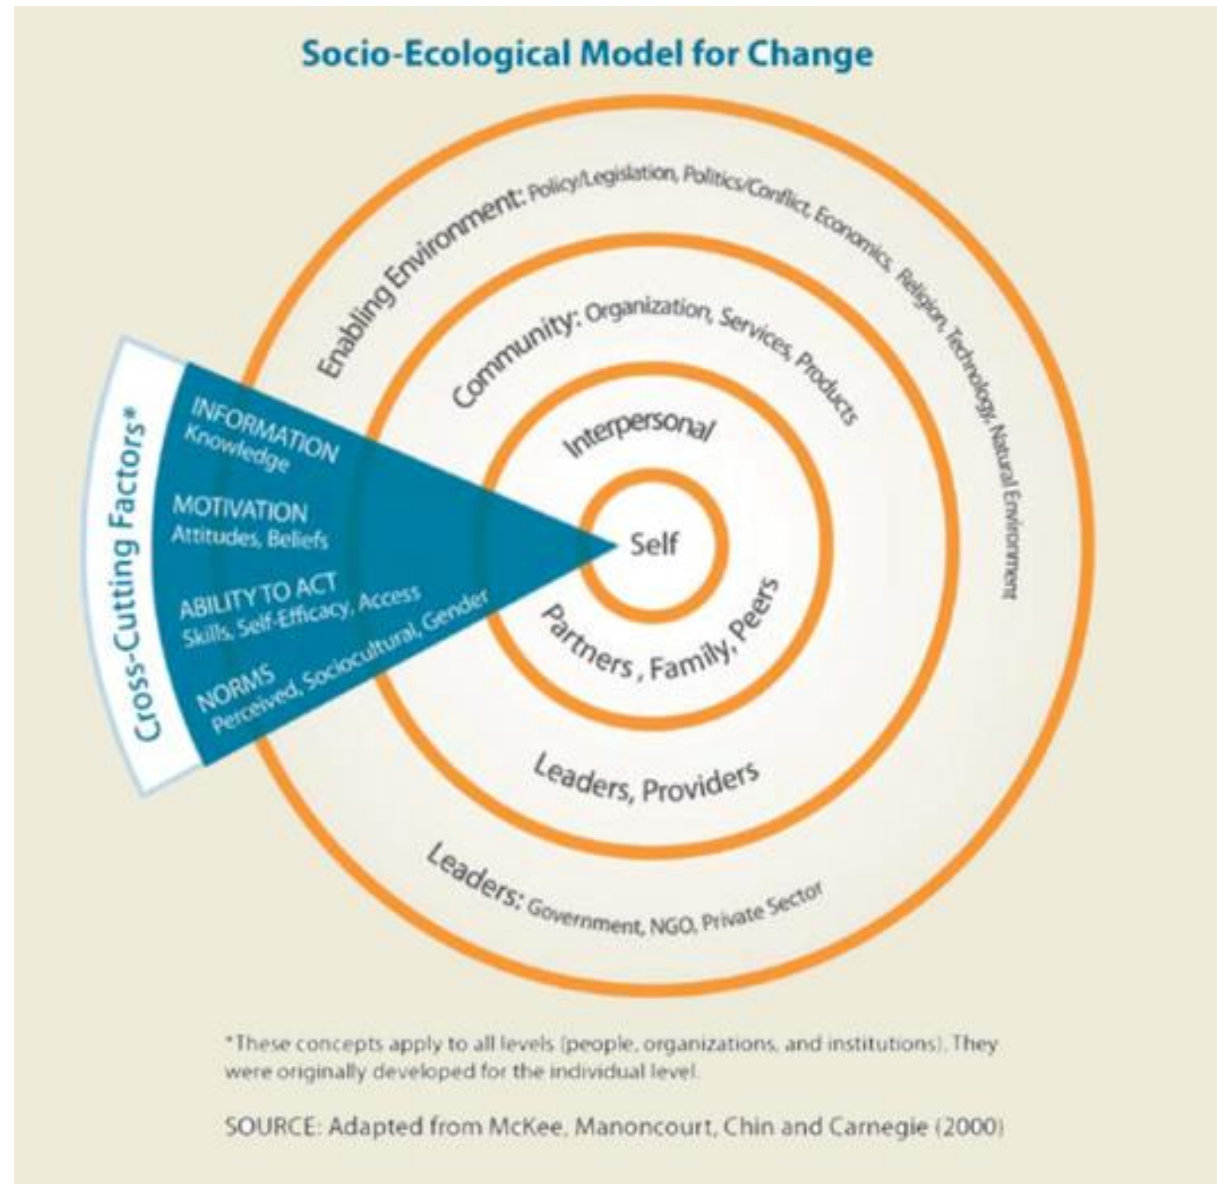 Socio-Ecological Model for Change
Enabling Environment: Policy/Legislation, Politics/Conflict, Economics, Religion, Technology, Natural Environment
Community: Organization, Services, Products
Interpersonal
Self
Partners, Family, Peers
Leaders, Providers
Leaders: Government, NGO, Private Sector
Cross-Cutting Factors*
INFORMATION
Knowledge
MOTIVATION
Attitudes, Beliefs
ABILITY TO ACT
Skills, Self-Efficacy, Access
NORMS
Perceived, Sociocultural, Gender
*These concepts apply to all levels (people, organizations, and institutions). They
were originally developed for the individual level.
SOURCE: Adapted from McKee, Manoncourt, Chin and Carnegie (2000)